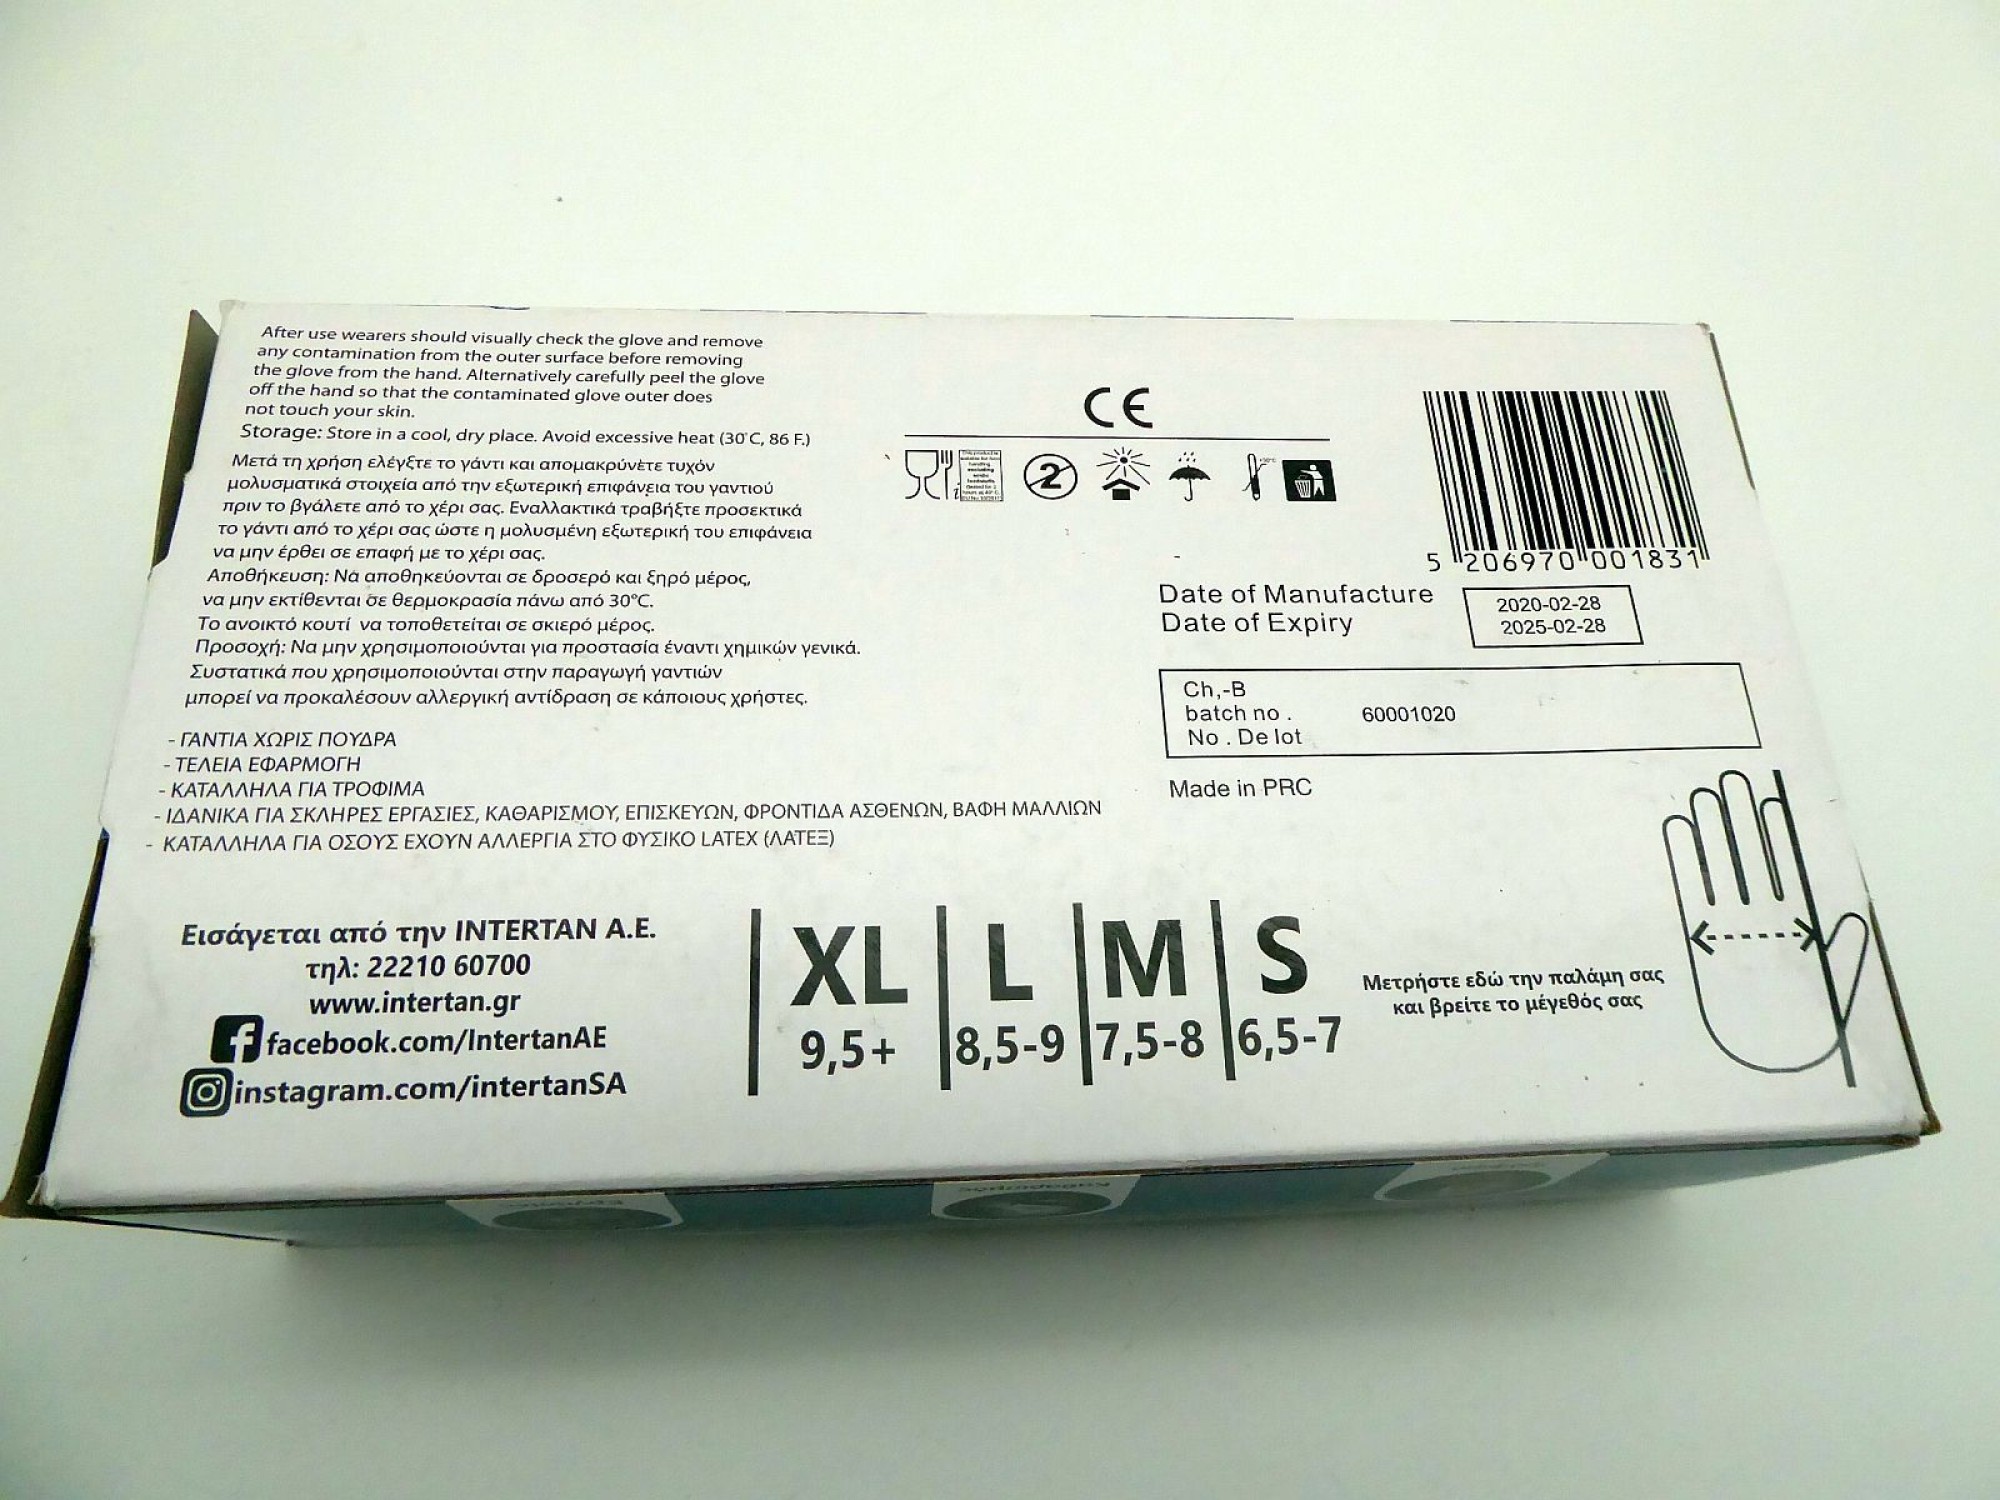 After use wearers should visually check the glove and remove
any contamination from the outer surface before removing
the glove from the hand. Alternatively carefully peel the glove
off the hand so that the contaminated glove outer does
not touch your skin.
Storage: Store in a cool, dry place. Avoid excessive heat (30°C, 86 F.)
Μετά τη χρήση ελέγξτε το γάντι και απομακρύνετε τυχόν
μολυσματικά στοιχεία από την εξωτερική επιφάνεια του γαντιού
πριν το βγάλετε από το χέρι σας. Εναλλακτικά τραβήξτε προσεκτικά
το γάντι από το χέρι σας ώστε η μολυσμένη εξωτερική του επιφάνεια
να μην έρθει σε επαφή με το χέρι σας.
Αποθήκευση: Να αποθηκεύονται σε δροσερό και ξηρό μέρος,
να μην εκτίθενται σε θερμοκρασία πάνω από 30°C.
Το ανοικτό κουτί να τοποθετείται σε σκιερό μέρος.
Προσοχή: Να μην χρησιμοποιούνται για προστασία έναντι χημικών γενικά.
Συστατικά που χρησιμοποιούνται στην παραγωγή γαντιών
μπορεί να προκαλέσουν αλλεργική αντίδραση σε κάποιους χρήστες.
- ΓΑΝΤΙΑ ΧΩΡΙΣ ΠΟΥΔΡΑ
- ΤΕΛΕΙΑ ΕΦΑΡΜΟΓΗ
- ΚΑΤΑΛΛΗΛΑ ΓΙΑ ΤΡΟΦΙΜΑ
- ΙΔΑΝΙΚΑ ΓΙΑ ΣΚΛΗΡΕΣ ΕΡΓΑΣΙΕΣ, ΚΑΘΑΡΙΣΜΟΥ, ΕΠΙΣΚΕΥΩΝ, ΦΡΟΝΤΙΔΑ ΑΣΘΕΝΩΝ, ΒΑΦΗ ΜΑΛΛΙΩΝ
- ΚΑΤΑΛΛΗΛΑ ΓΙΑ ΟΣΟΥΣ ΕΧΟΥΝ ΑΛΛΕΡΓΙΑ ΣΤΟ ΦΥΣΙΚΟ LATEX (ΛΑΤΕΞ)
CE
2
5 206970 001831
Date of Manufacture 2020-02-28
Date of Expiry 2025-02-28
Ch,-B
batch no . 60001020
No . De lot
Made in PRC
Εισάγεται από την INTERTAN A.E.
τηλ: 22210 60700
www.intertan.gr
facebook.com/IntertanAE
instagram.com/intertanSA
XL L M S
9,5+ 8,5-9 7,5-8 6,5-7
Μετρήστε εδώ την παλάμη σας
και βρείτε το μέγεθός σας